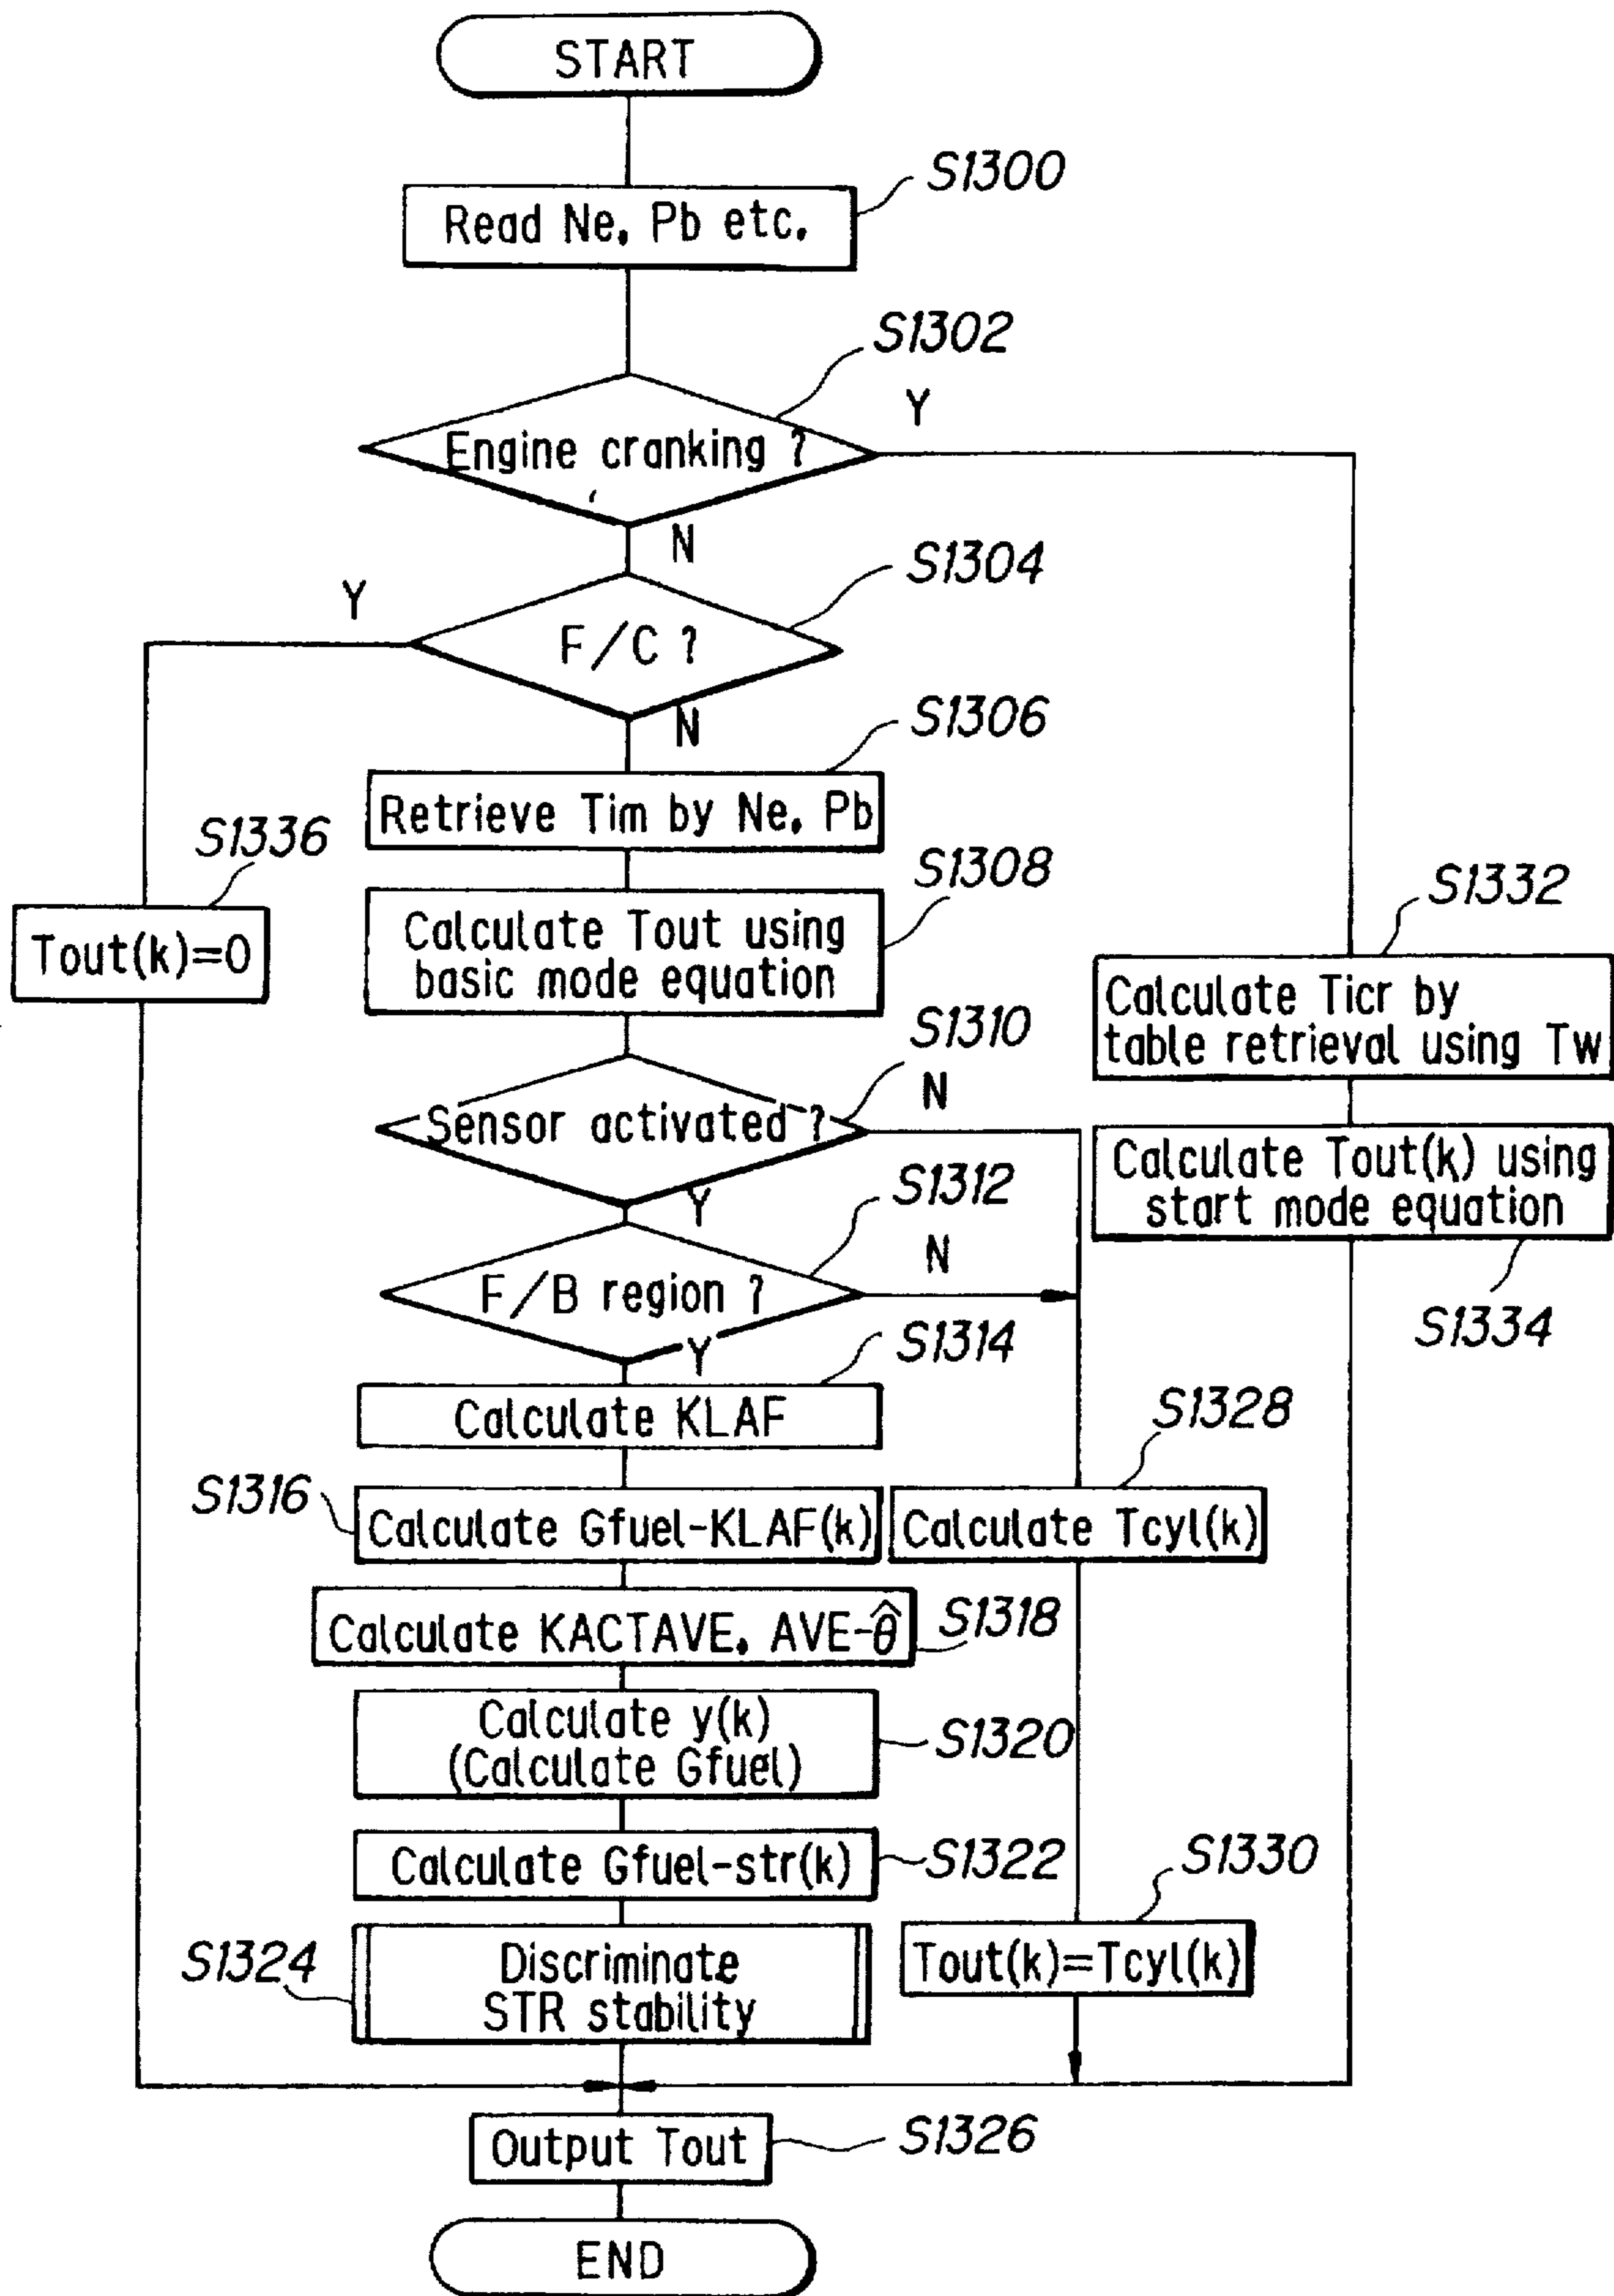 START
S1300
Read Ne. Pb etc.
S1302
Engine cranking ?
Y
N
S1304
Y
F/C ?
N
S1306
Retrieve Tim by Ne. Pb
S1336
Tout(k)=0
S1308
Calculate Tout using
basic mode equation
S1332
Calculate Ticr by
table retrieval using Tw
S1310
N
Sensor activated ?
Y
Calculate Tout(k) using
start mode equation
S1334
S1312
N
F/B region ?
Y
S1314
Calculate KLAF
S1328
S1316
Calculate Gfuel-KLAF(k)
Calculate Tcyl(k)
Calculate KACTAVE. AVE-θ̂
S1318
Calculate y(k)
(Calculate Gfuel)
S1320
Calculate Gfuel-str(k)
S1322
S1330
Tout(k)=Tcyl(k)
S1324
Discriminate
STR stability
Output Tout
S1326
END